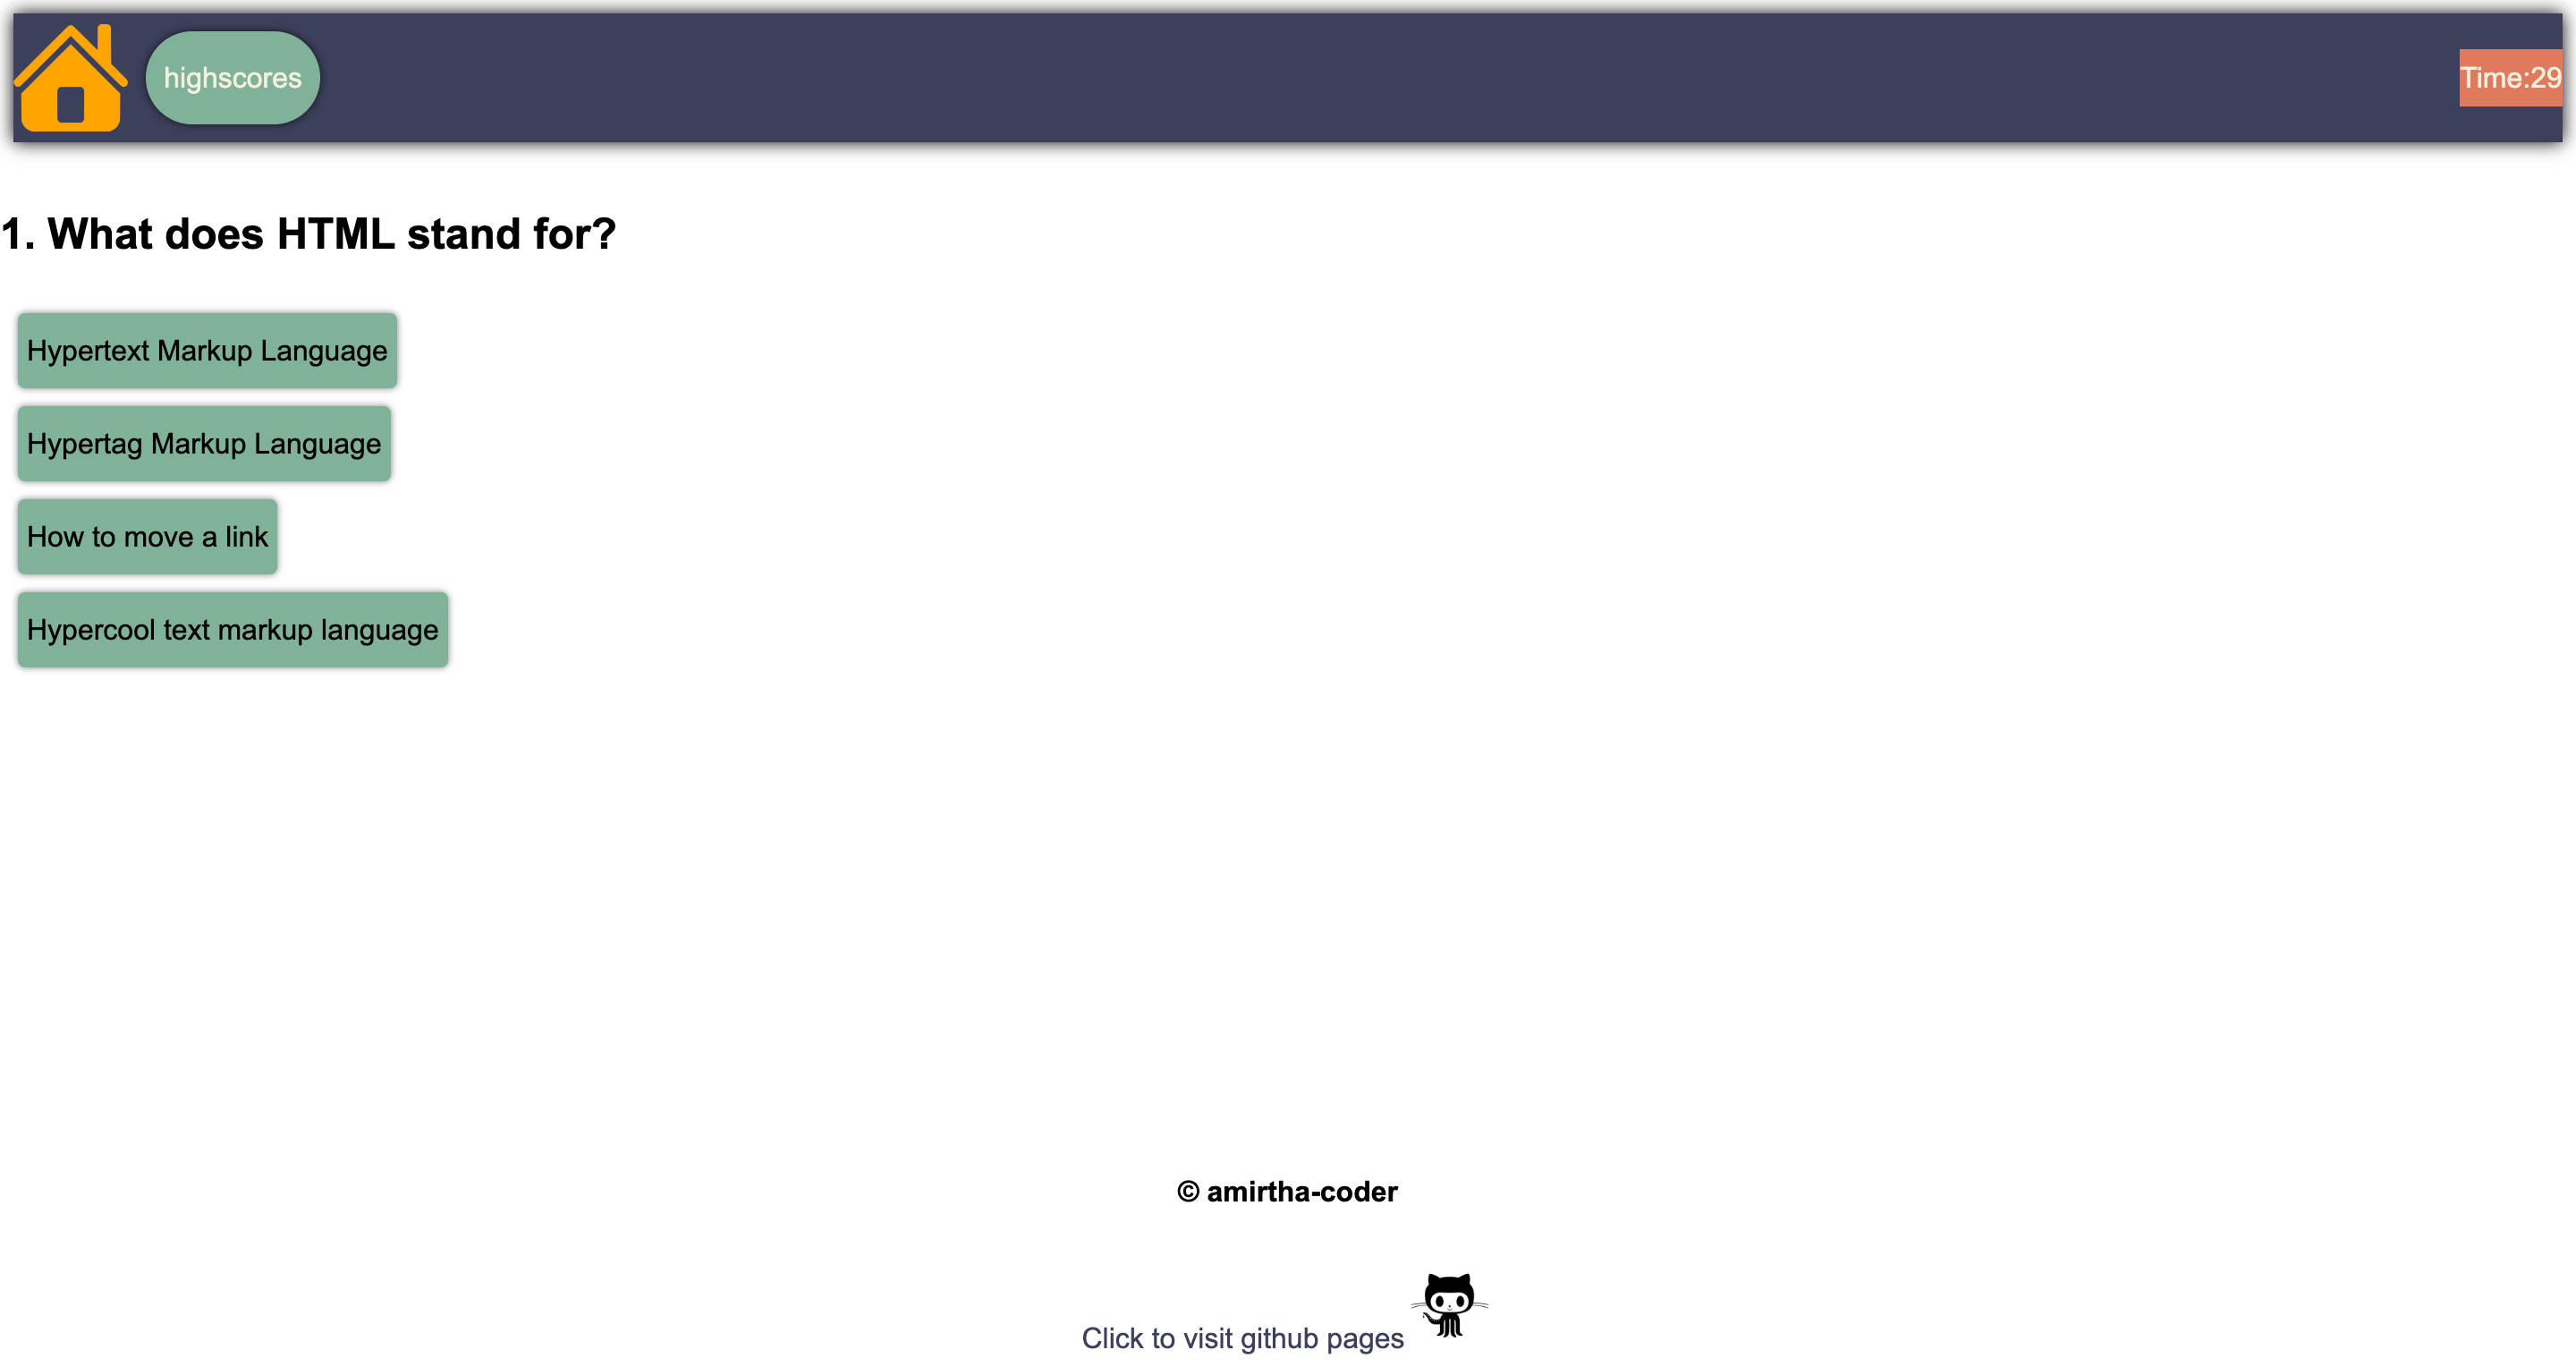 highscores
Time:29
1. What does HTML stand for?
Hypertext Markup Language
Hypertag Markup Language
How to move a link
Hypercool text markup language
© amirtha-coder
Click to visit github pages